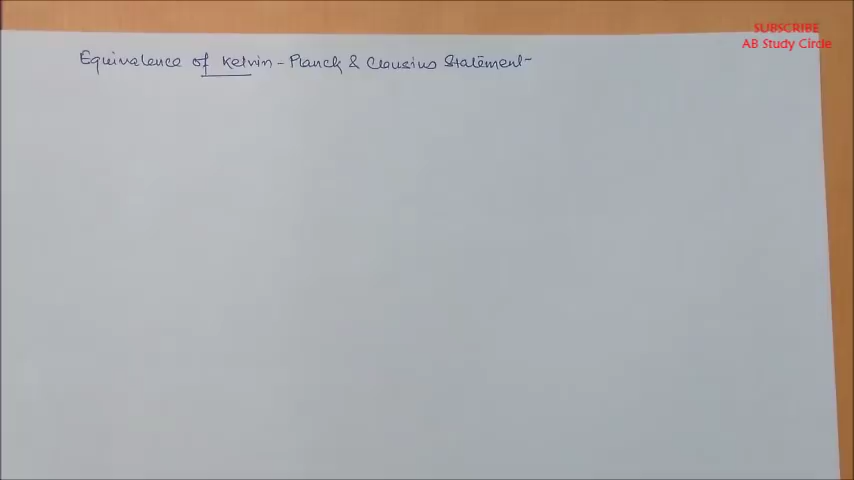 SUBSCRIBE
AB Study Circle
Equivalence of Kelvin - Planck & Clausius Statement -